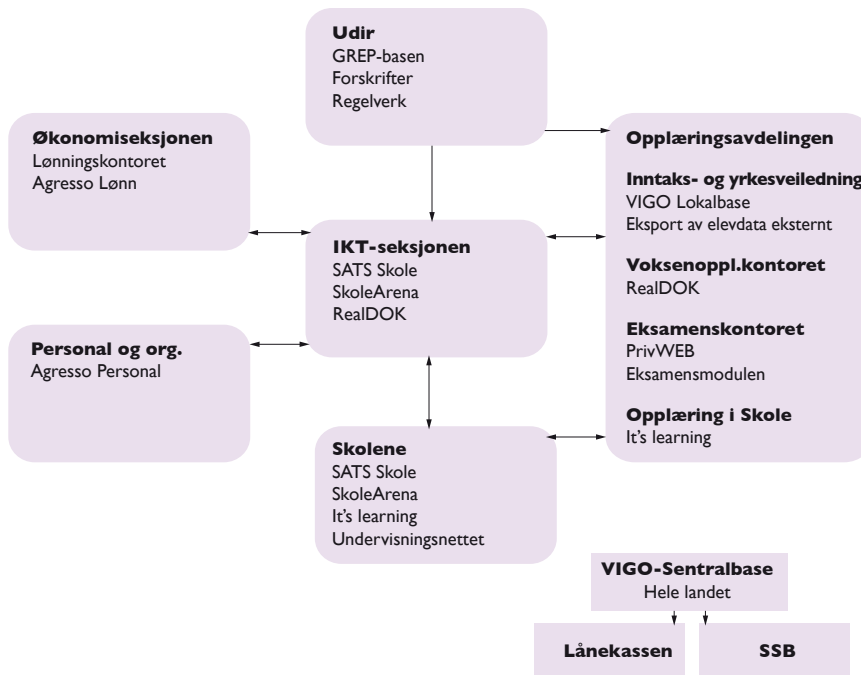 Udir
GREP-basen
Forskrifter
Regelverk
Økonomiseksjonen
Lønningskontoret
Agresso Lønn
Opplæringsavdelingen
Inntaks- og yrkesveiledning
VIGO Lokalbase
Eksport av elevdata eksternt
Voksenoppl.kontoret
RealDOK
Eksamenskontoret
PrivWEB
Eksamensmodulen
Opplæring i Skole
It's learning
IKT-seksjonen
SATS Skole
SkoleArena
RealDOK
Personal og org.
Agresso Personal
Skolene
SATS Skole
SkoleArena
It's learning
Undervisningsnettet
VIGO-Sentralbase
Hele landet
Lånekassen
SSB